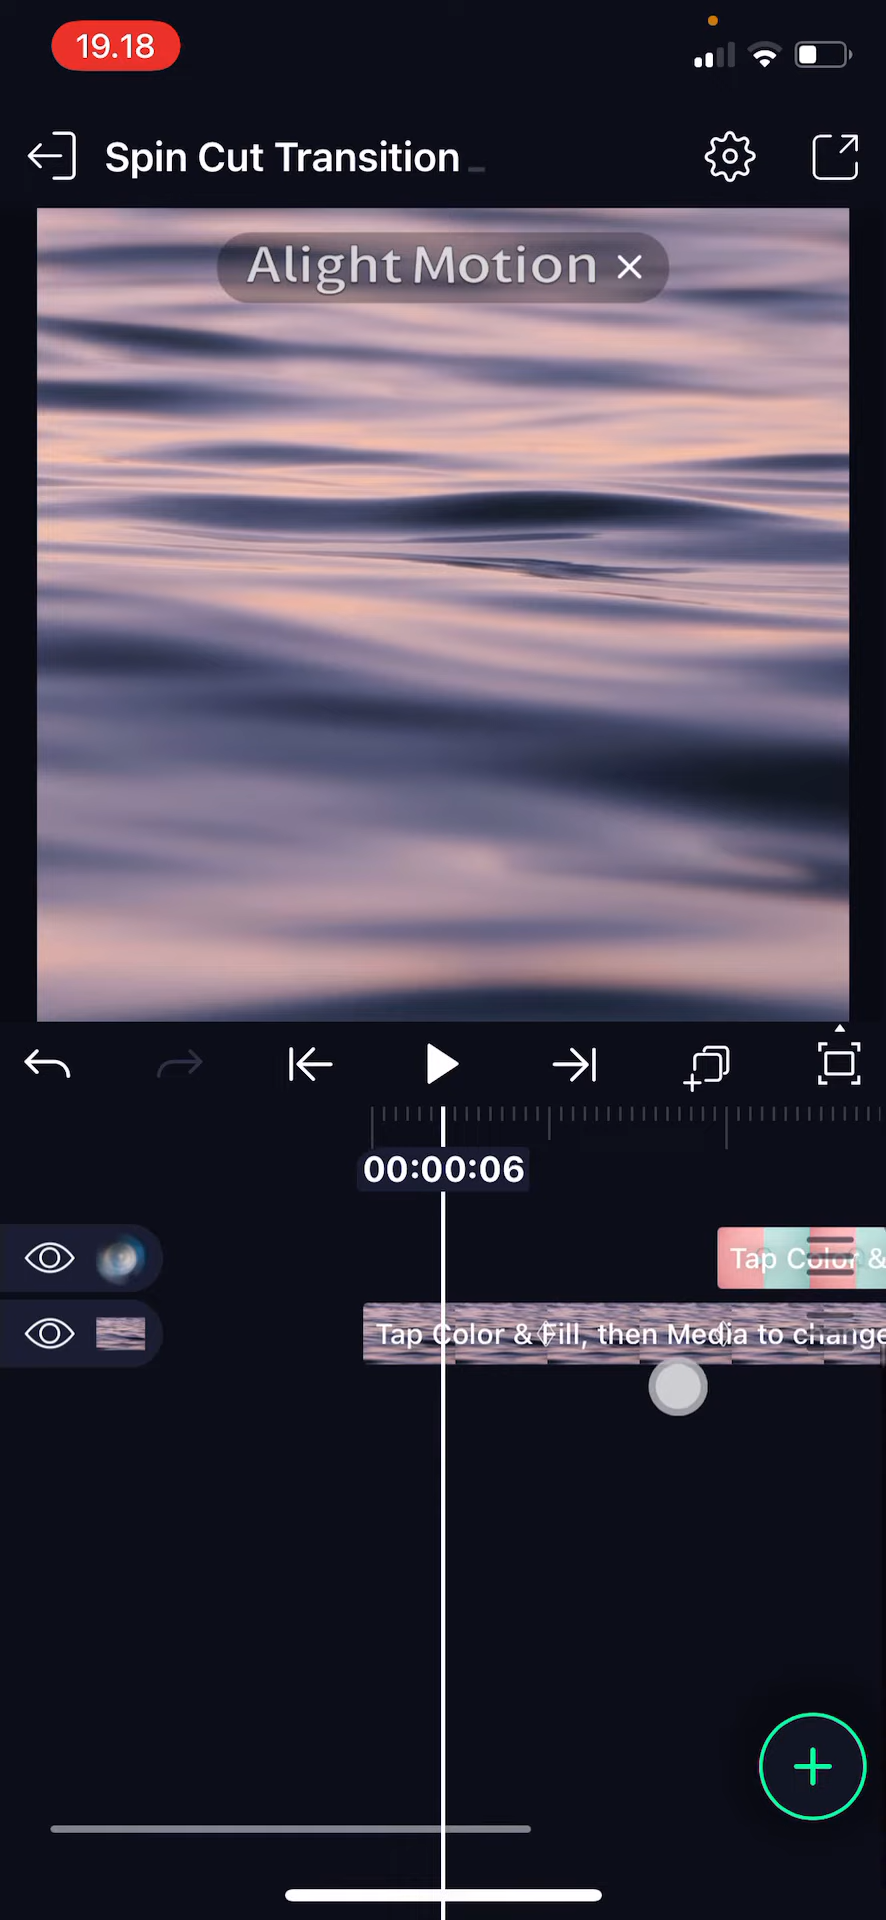 19.18
Spin Cut Transition
Alight Motion ×
00:00:06
Tap Color &
Tap Color & Fill, then Media to change